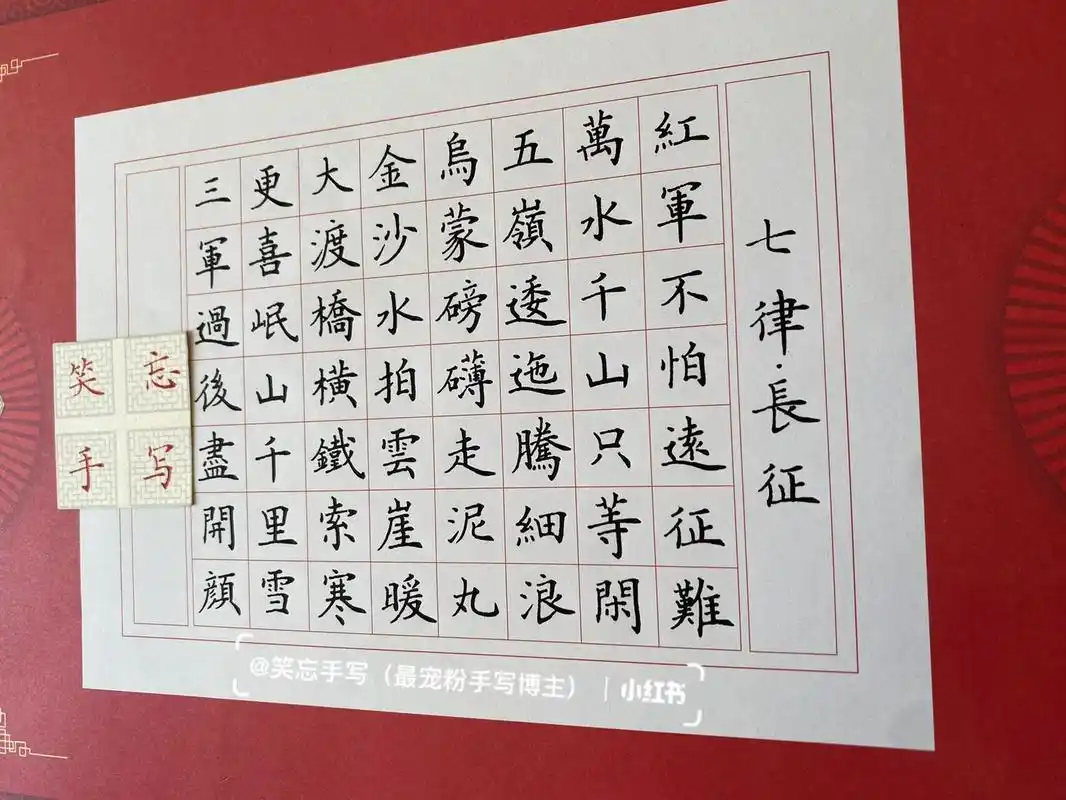 七律·長征
紅軍不怕遠征難
萬水千山只等閑
五嶺逶迤騰細浪
烏蒙磅礴走泥丸
金沙水拍雲崖暖
大渡橋橫鐵索寒
更喜岷山千里雪
三軍過後盡開顔
笑忘
手写
@笑忘手写（最宠粉手写博主）｜小红书